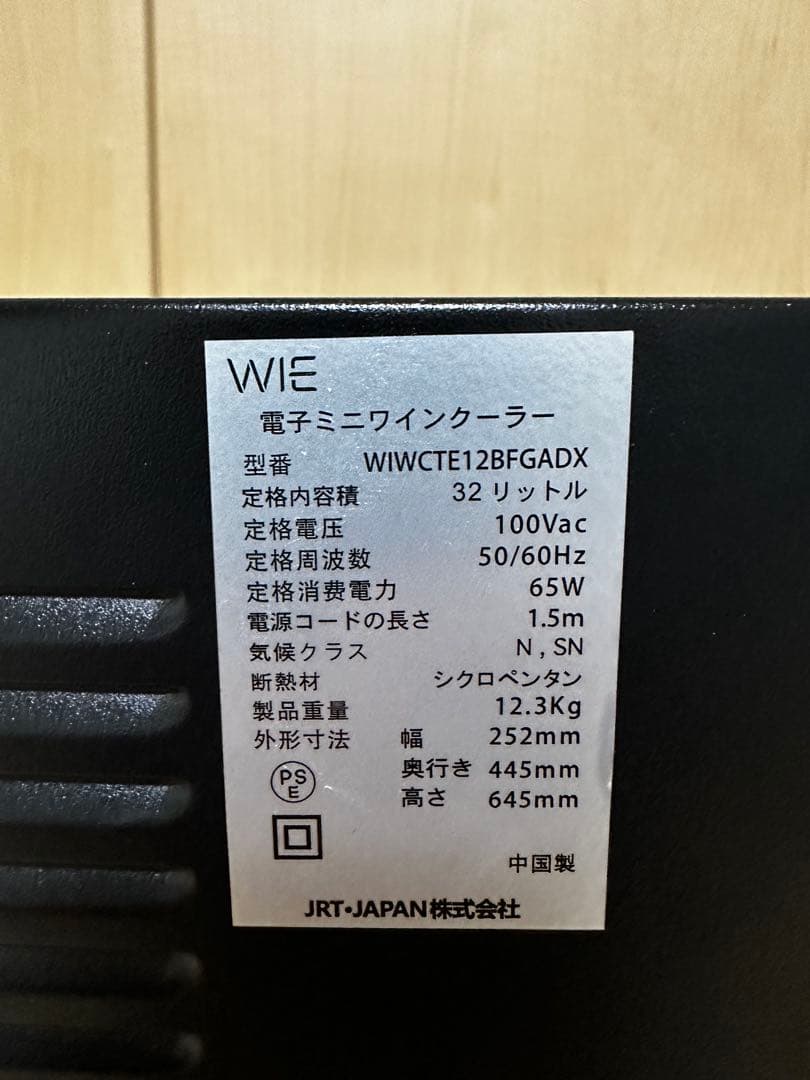 WIE
電子ミニワインクーラー
型番 WIWCTE12BFGADX
定格内容積 32リットル
定格電圧 100Vac
定格周波数 50/60Hz
定格消費電力 65W
電源コードの長さ 1.5m
気候クラス N , SN
断熱材 シクロペンタン
製品重量 12.3Kg
外形寸法 幅 252mm
奥行き 445mm
高さ 645mm
PS
E
中国製
JRT・JAPAN株式会社